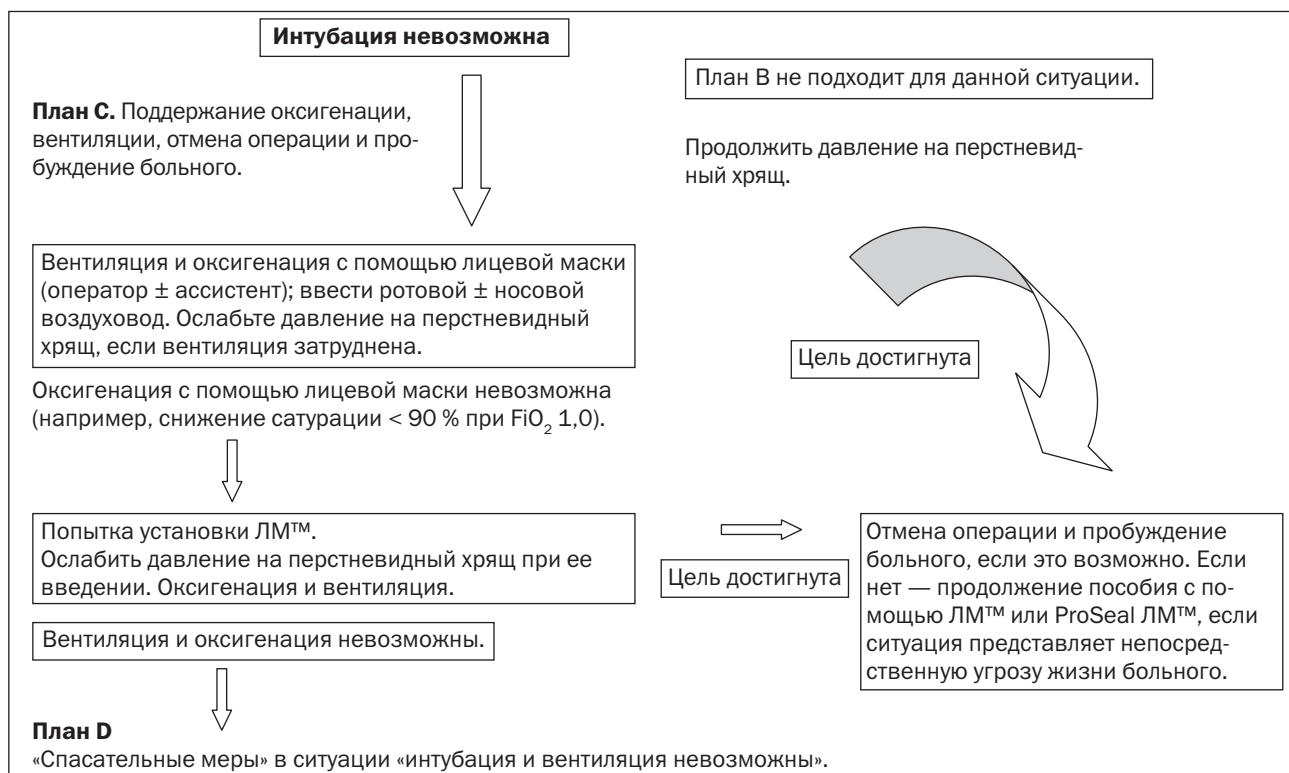 Интубация невозможна
План B не подходит для данной ситуации.
План C. Поддержание оксигенации,
вентиляции, отмена операции и про-
буждение больного.
Продолжить давление на перстневид-
ный хрящ.
Вентиляция и оксигенация с помощью лицевой маски
(оператор ± ассистент); ввести ротовой ± носовой
воздуховод. Ослабьте давление на перстневидный
хрящ, если вентиляция затруднена.
Цель достигнута
Оксигенация с помощью лицевой маски невозможна
(например, снижение сатурации < 90 % при FiO2 1,0).
Попытка установки ЛМ™.
Ослабить давление на перстневидный хрящ при ее
введении. Оксигенация и вентиляция.
Цель достигнута
Отмена операции и пробуждение
больного, если это возможно. Если
нет — продолжение пособия с по-
мощью ЛМ™ или ProSeal ЛМ™, если
ситуация представляет непосред-
ственную угрозу жизни больного.
Вентиляция и оксигенация невозможны.
План D
«Спасательные меры» в ситуации «интубация и вентиляция невозможны».